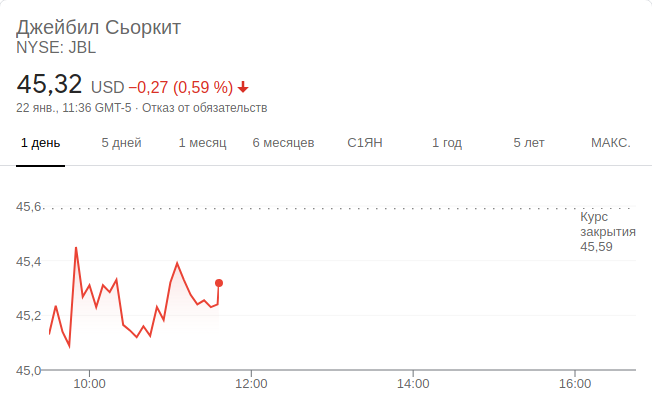 Джейбил Сьоркит
NYSE: JBL
45,32 USD −0,27 (0,59 %)
22 янв., 11:36 GMT-5 · Отказ от обязательств
1 день 5 дней 1 месяц 6 месяцев С1ЯН 1 год 5 лет МАКС.
45,6
Курс
закрытия
45,59
45,4
45,2
45,0
10:00 12:00 14:00 16:00